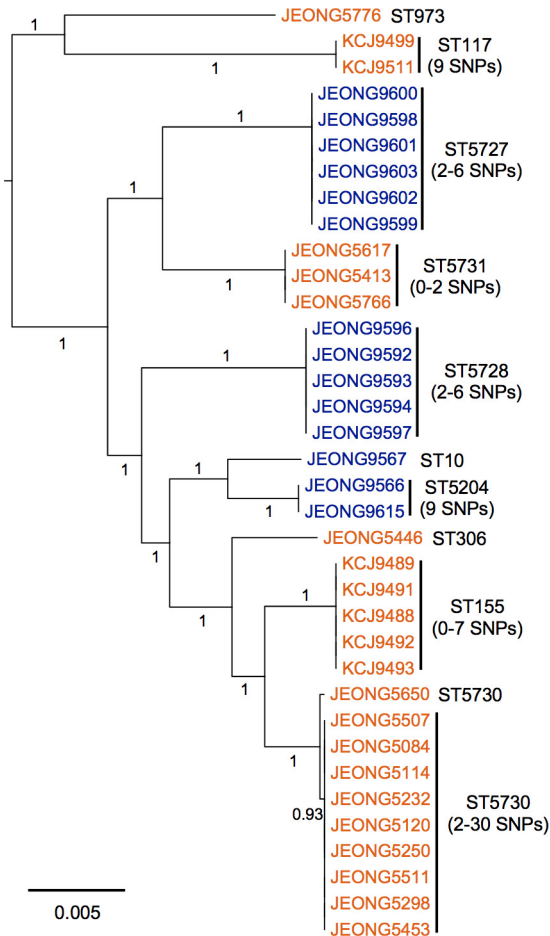 1
JEONG5776 ST973
KCJ9499
ST117
1
KCJ9511
(9 SNPs)
JEONG9600
1
JEONG9598
JEONG9601
ST5727
JEONG9603
(2-6 SNPs)
1
JEONG9602
JEONG9599
JEONG5617
ST5731
1
JEONG5413
(0-2 SNPs)
JEONG5766
1
JEONG9596
1
JEONG9592
ST5728
JEONG9593
(2-6 SNPs)
JEONG9594
JEONG9597
1
1
JEONG9567 ST10
JEONG9566
ST5204
1
JEONG9615
(9 SNPs)
JEONG5446 ST306
1
KCJ9489
1
KCJ9491
ST155
KCJ9488
(0-7 SNPs)
1
KCJ9492
KCJ9493
1
JEONG5650 ST5730
JEONG5507
JEONG5084
1
JEONG5114
JEONG5232
ST5730
0.93
JEONG5120
(2-30 SNPs)
JEONG5250
JEONG5511
JEONG5298
JEONG5453
0.005